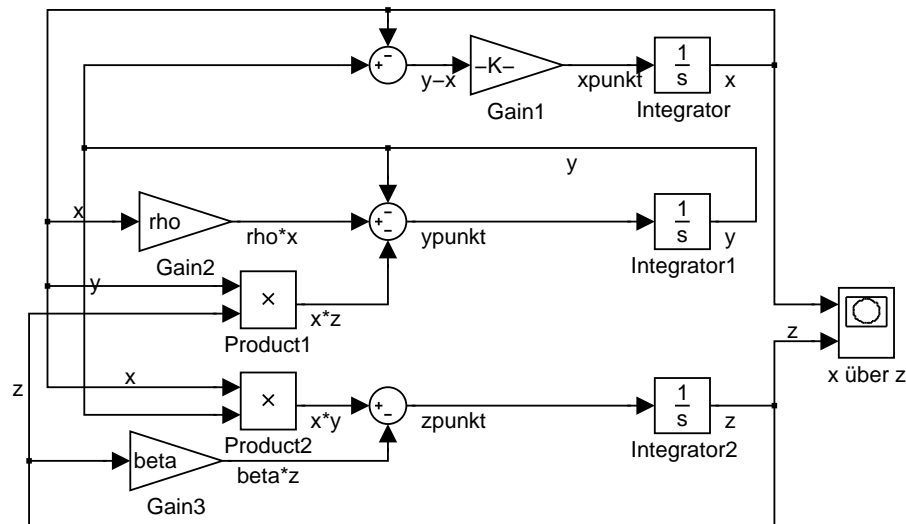 y−x
−K−
Gain1
xpunkt
1
s
Integrator
x
y
x
rho
Gain2
rho*x
ypunkt
1
s
Integrator1
y
y
×
Product1
x*z
z
x über z
z
x
×
Product2
x*y
zpunkt
1
s
Integrator2
z
beta
Gain3
beta*z